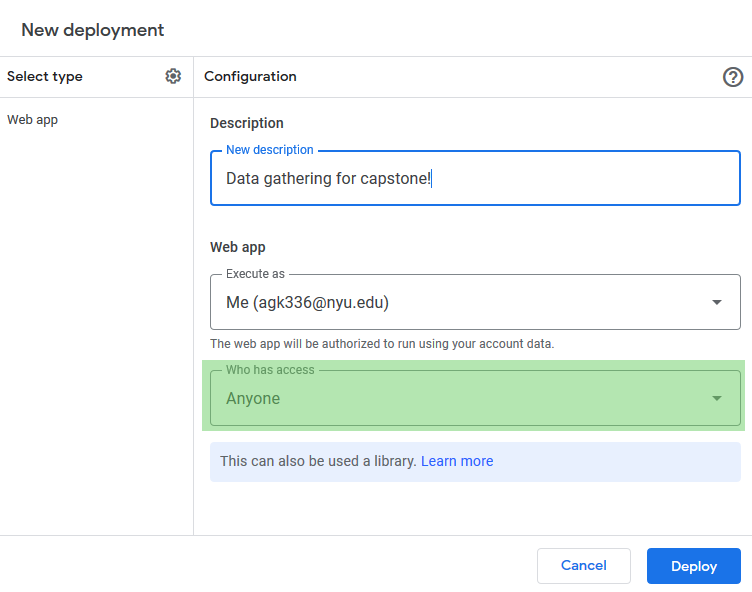 New deployment
Select type
Configuration
Web app
Description
New description
Data gathering for capstone!
Web app
Execute as
Me (agk336@nyu.edu)
The web app will be authorized to run using your account data.
Who has access
Anyone
This can also be used a library. Learn more
Cancel
Deploy